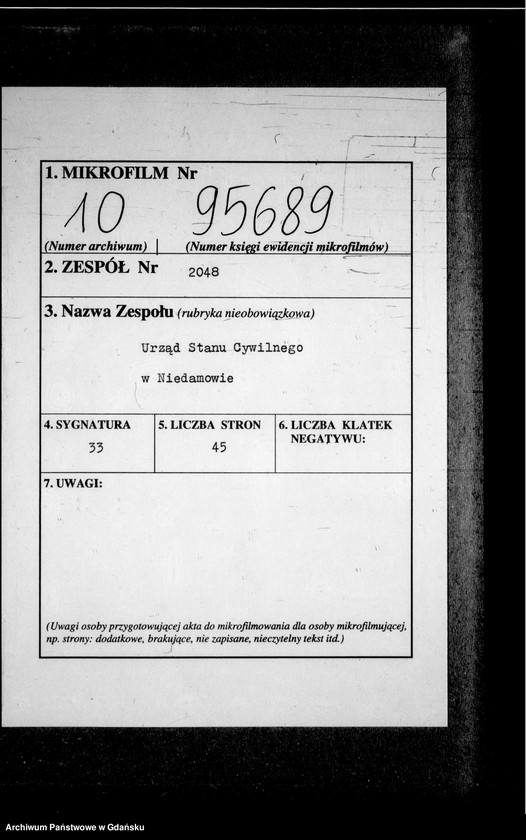 1. MIKROFILM Nr
10 95689
(Numer archiwum) | (Numer księgi ewidencji mikrofilmów)
2. ZESPÓŁ Nr 2048
3. Nazwa Zespołu (rubryka nieobowiązkowa)
Urząd Stanu Cywilnego
w Niedamowie
4. SYGNATURA
33
5. LICZBA STRON
45
6. LICZBA KLATEK
NEGATYWU:
7. UWAGI:
(Uwagi osoby przygotowującej akta do mikrofilmowania dla osoby mikrofilmującej,
np. strony: dodatkowe, brakujące, nie zapisane, nieczytelny tekst itd.)
Archiwum Państwowe w Gdańsku